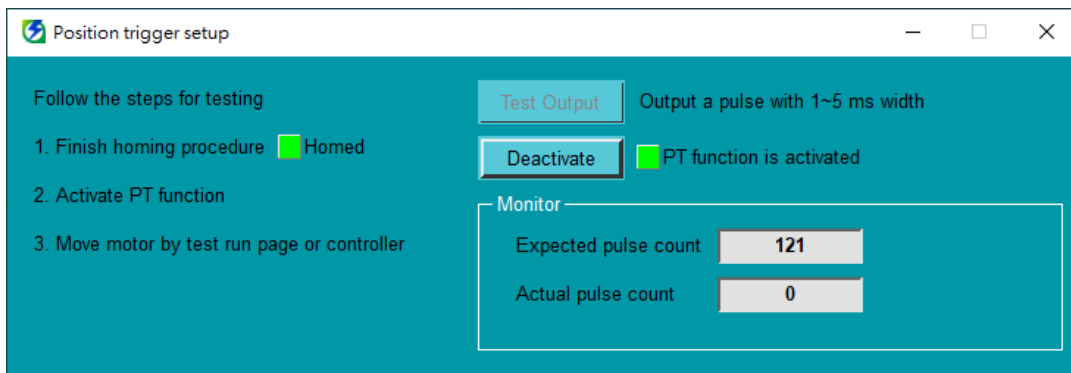 Position trigger setup
Follow the steps for testing
1. Finish homing procedure Homed
2. Activate PT function
3. Move motor by test run page or controller
Test Output Output a pulse with 1~5 ms width
Deactivate PT function is activated
Monitor
Expected pulse count 121
Actual pulse count 0